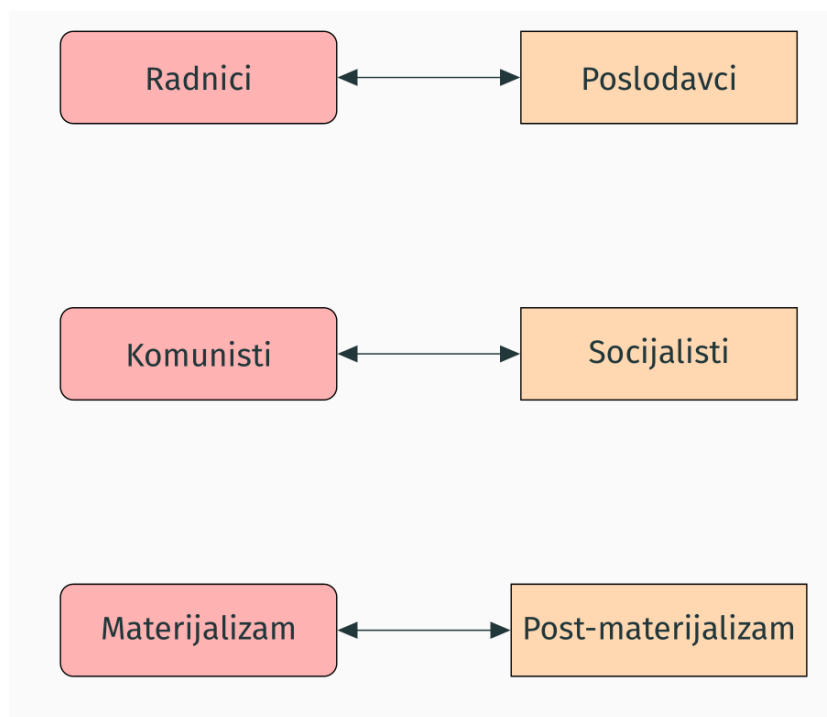 Radnici
Poslodavci
Komunisti
Socijalisti
Materijalizam
Post-materijalizam